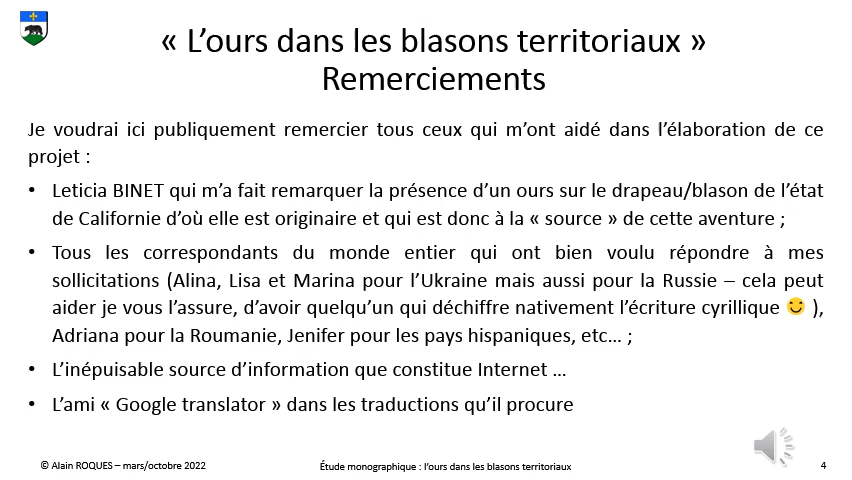 « L’ours dans les blasons territoriaux »
Remerciements
Je voudrai ici publiquement remercier tous ceux qui m’ont aidé dans l’élaboration de ce
projet :
• Leticia BINET qui m’a fait remarquer la présence d’un ours sur le drapeau/blason de l’état
de Californie d’où elle est originaire et qui est donc à la « source » de cette aventure ;
• Tous les correspondants du monde entier qui ont bien voulu répondre à mes
sollicitations (Alina, Lisa et Marina pour l’Ukraine mais aussi pour la Russie – cela peut
aider je vous l’assure, d’avoir quelqu’un qui déchiffre nativement l’écriture cyrillique 😊 ),
Adriana pour la Roumanie, Jenifer pour les pays hispaniques, etc… ;
• L’inépuisable source d’information que constitue Internet …
• L’ami « Google translator » dans les traductions qu’il procure
© Alain ROQUES – mars/octobre 2022
Étude monographique : l’ours dans les blasons territoriaux
4